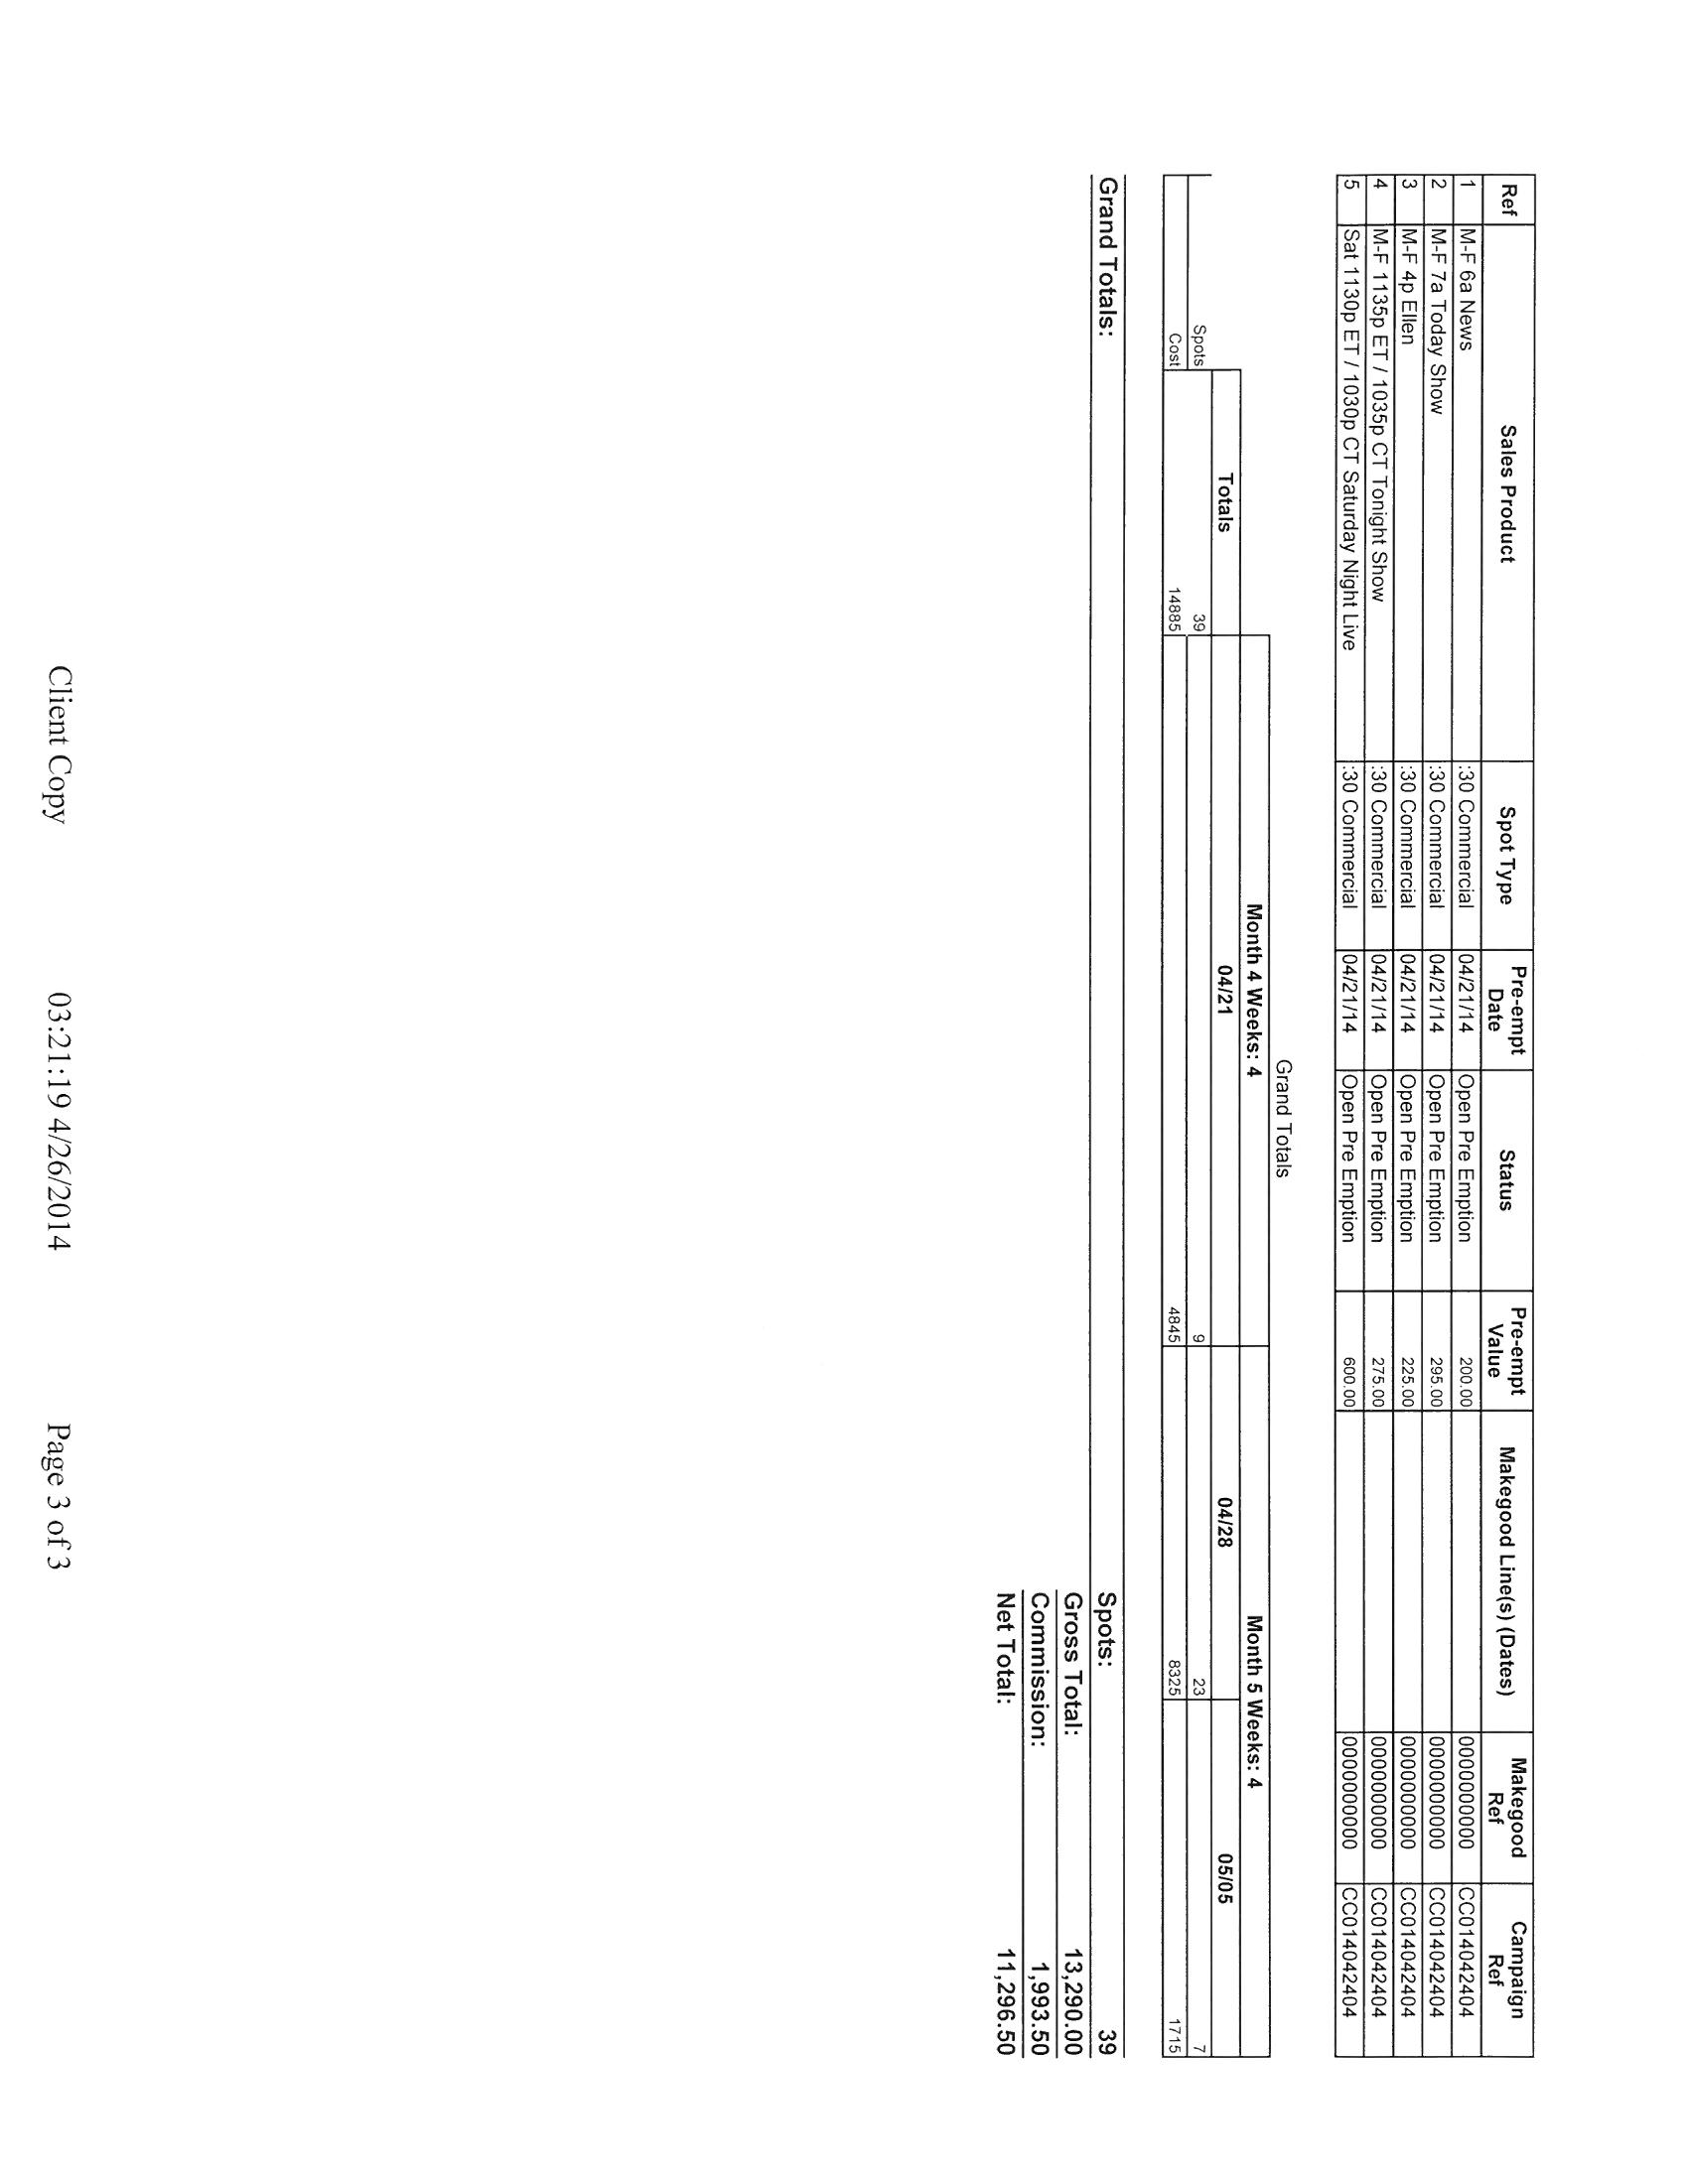 Ref Sales Product Spot Type Pre-empt Date Status Pre-empt Value Makegood Line(s) (Dates) Makegood Ref Campaign Ref
1 M-F 6a News :30 Commercial 04/21/14 Open Pre Emption 200.00 0000000000 CC014042404
2 M-F 7a Today Show :30 Commercial 04/21/14 Open Pre Emption 295.00 0000000000 CC014042404
3 M-F 4p Ellen :30 Commercial 04/21/14 Open Pre Emption 225.00 0000000000 CC014042404
4 M-F 1135p ET / 1035p CT Tonight Show :30 Commercial 04/21/14 Open Pre Emption 275.00 0000000000 CC014042404
5 Sat 1130p ET / 1030p CT Saturday Night Live :30 Commercial 04/21/14 Open Pre Emption 600.00 0000000000 CC014042404
Grand Totals
Month 4 Weeks: 4 Month 5 Weeks: 4
Totals 04/21 04/28 05/05
Spots 39 9 23 7
Cost 14885 4845 8325 1715
Grand Totals: Spots: 39
Gross Total: 13,290.00
Commission: 1,993.50
Net Total: 11,296.50
Client Copy 03:21:19 4/26/2014 Page 3 of 3